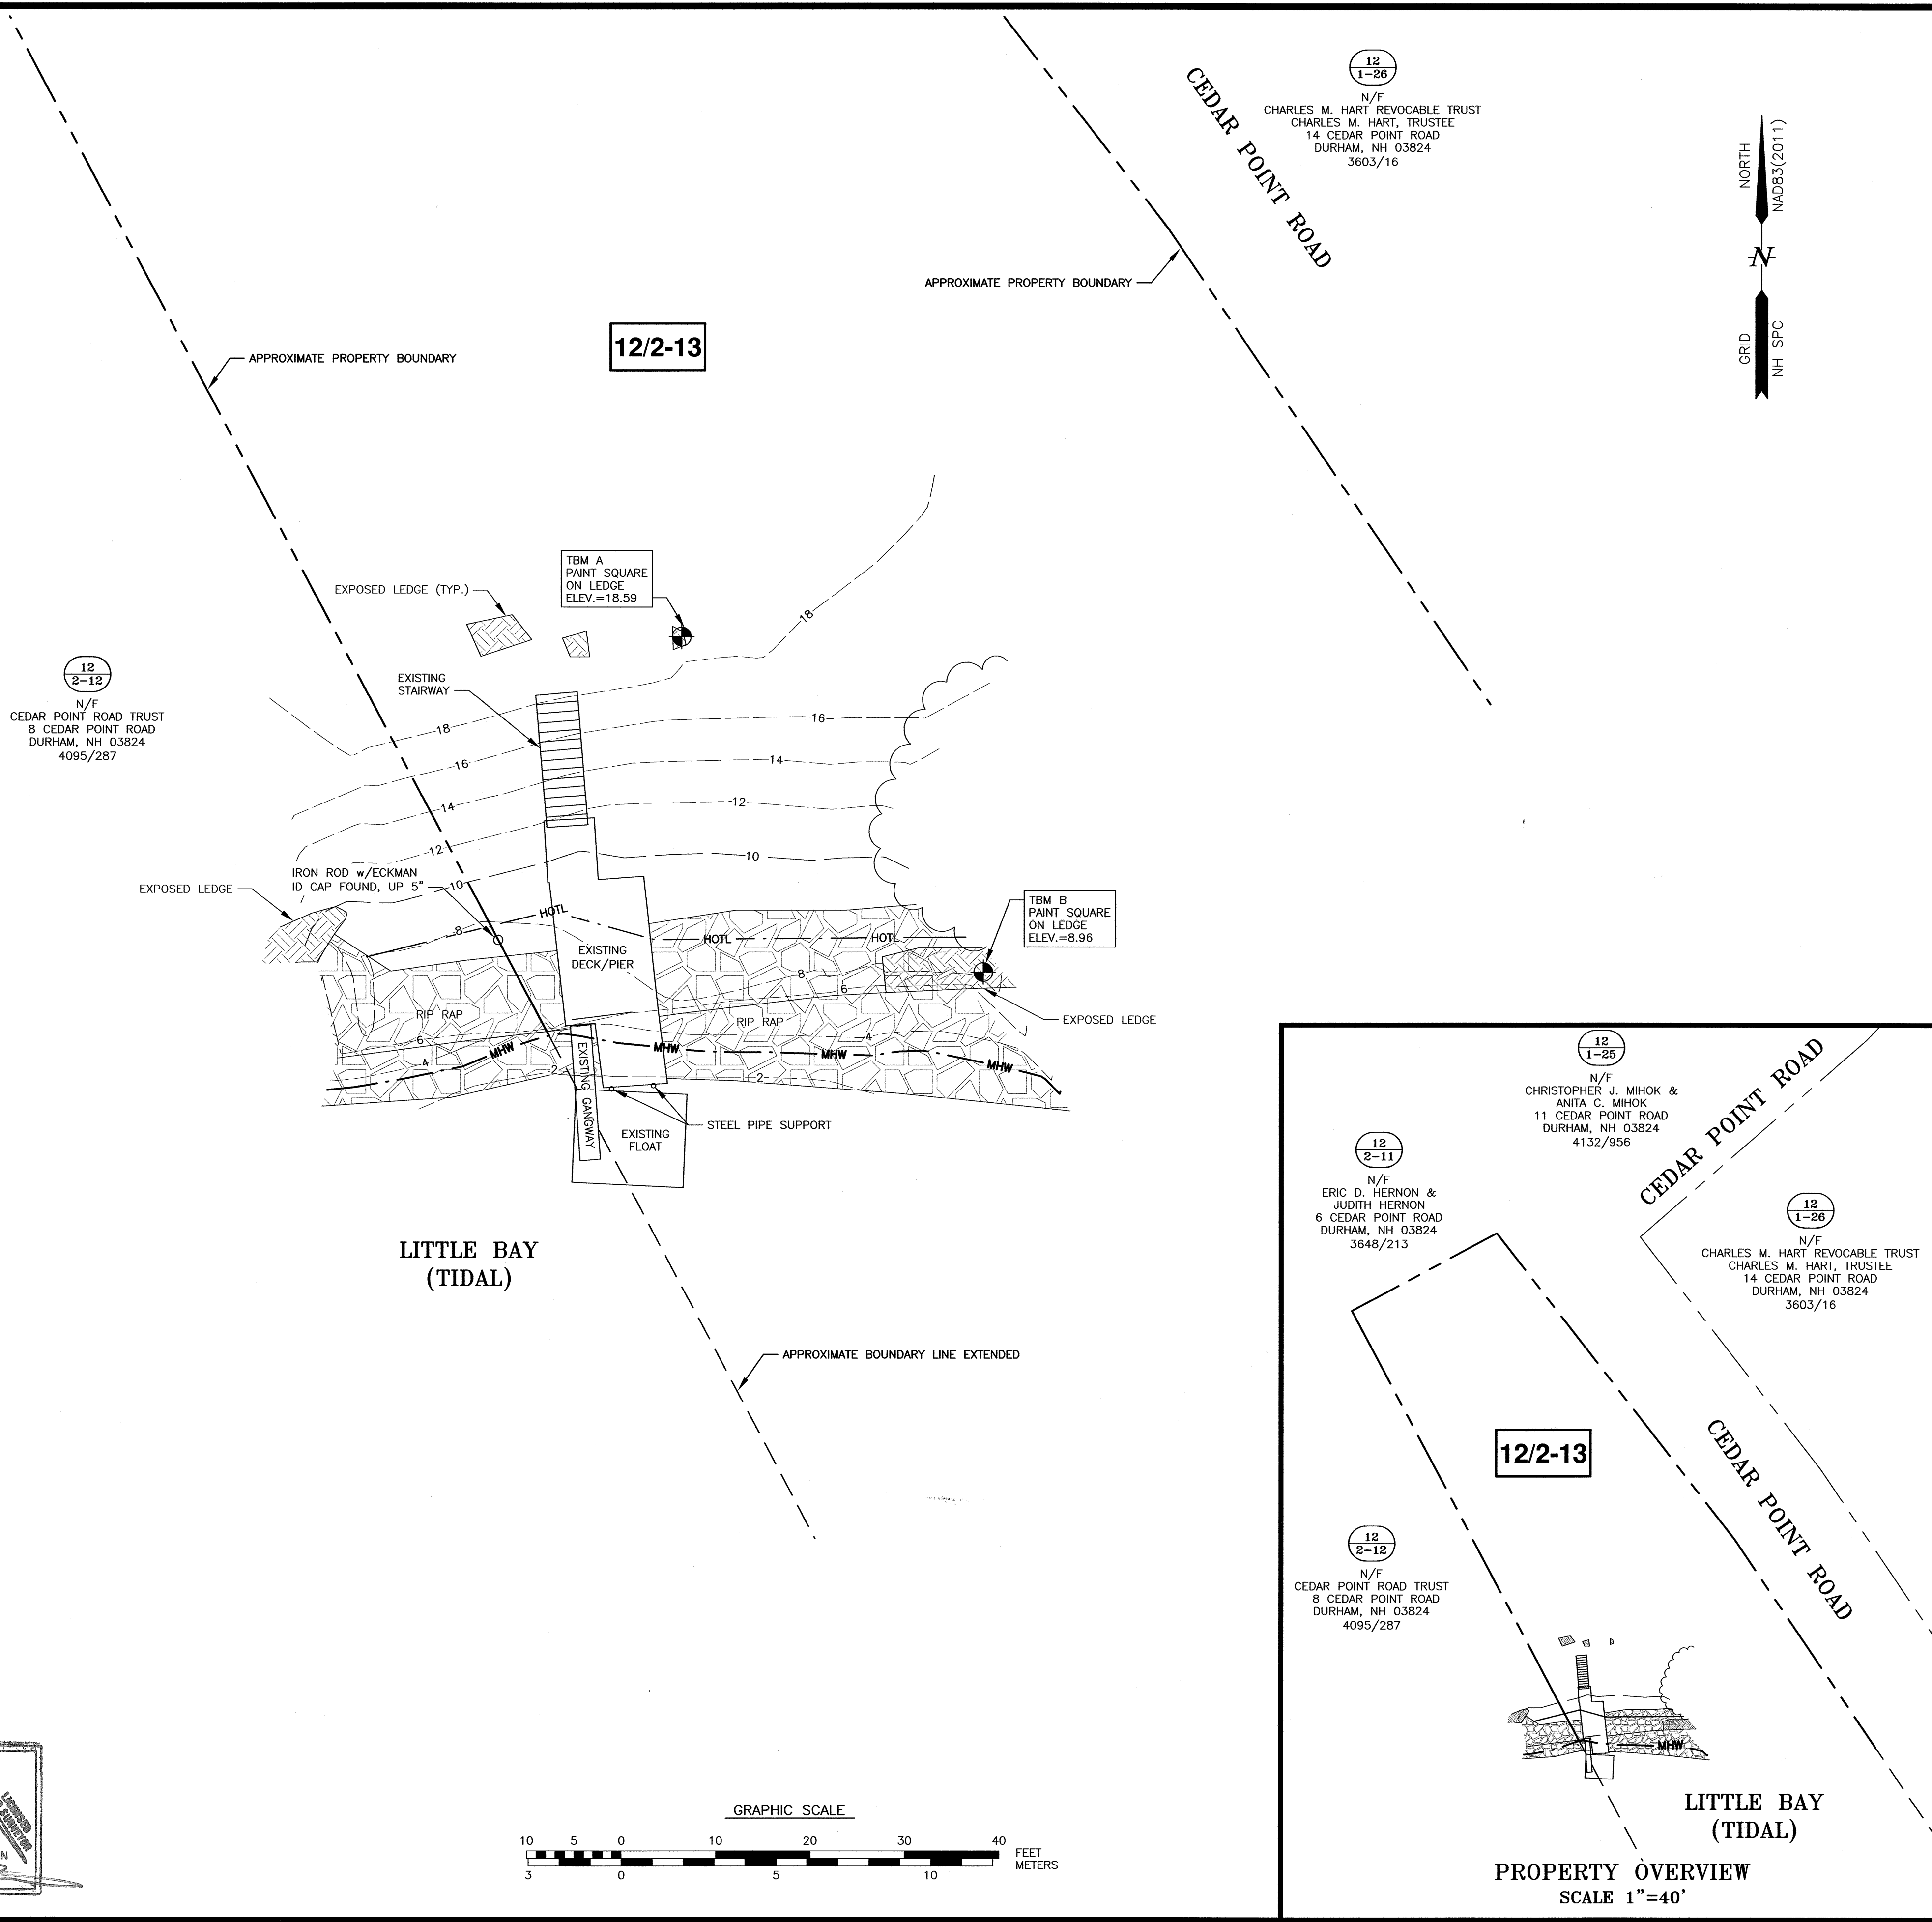 12
1-26
N/F
CHARLES M. HART REVOCABLE TRUST
CHARLES M. HART, TRUSTEE
14 CEDAR POINT ROAD
DURHAM, NH 03824
3603/16
CEDAR POINT ROAD
NORTH
NAD83(2011)
N
GRID
NH SPC
APPROXIMATE PROPERTY BOUNDARY
12/2-13
APPROXIMATE PROPERTY BOUNDARY
TBM A
PAINT SQUARE
ON LEDGE
ELEV.=18.59
EXPOSED LEDGE (TYP.)
18
12
2-12
N/F
CEDAR POINT ROAD TRUST
8 CEDAR POINT ROAD
DURHAM, NH 03824
4095/287
EXISTING
STAIRWAY
18
16
16
14
14
12
12
10
10
IRON ROD w/ECKMAN
ID CAP FOUND, UP 5"
EXPOSED LEDGE
TBM B
PAINT SQUARE
ON LEDGE
ELEV.=8.96
HOTL
HOTL
HOTL
8
8
EXISTING
DECK/PIER
6
RIP RAP
RIP RAP
EXPOSED LEDGE
6
4
4
MHW
MHW
MHW
MHW
2
2
EXISTING GANGWAY
STEEL PIPE SUPPORT
EXISTING
FLOAT
LITTLE BAY
(TIDAL)
APPROXIMATE BOUNDARY LINE EXTENDED
GRAPHIC SCALE
10 5 0 10 20 30 40
FEET
METERS
3 0 5 10
LICENSED
SURVEYOR
N
12
1-25
N/F
CHRISTOPHER J. MIHOK &
ANITA C. MIHOK
11 CEDAR POINT ROAD
DURHAM, NH 03824
4132/956
CEDAR POINT ROAD
12
2-11
N/F
ERIC D. HERNON &
JUDITH HERNON
6 CEDAR POINT ROAD
DURHAM, NH 03824
3648/213
12
1-26
N/F
CHARLES M. HART REVOCABLE TRUST
CHARLES M. HART, TRUSTEE
14 CEDAR POINT ROAD
DURHAM, NH 03824
3603/16
12/2-13
CEDAR POINT ROAD
12
2-12
N/F
CEDAR POINT ROAD TRUST
8 CEDAR POINT ROAD
DURHAM, NH 03824
4095/287
MHW
LITTLE BAY
(TIDAL)
PROPERTY OVERVIEW
SCALE 1"=40'